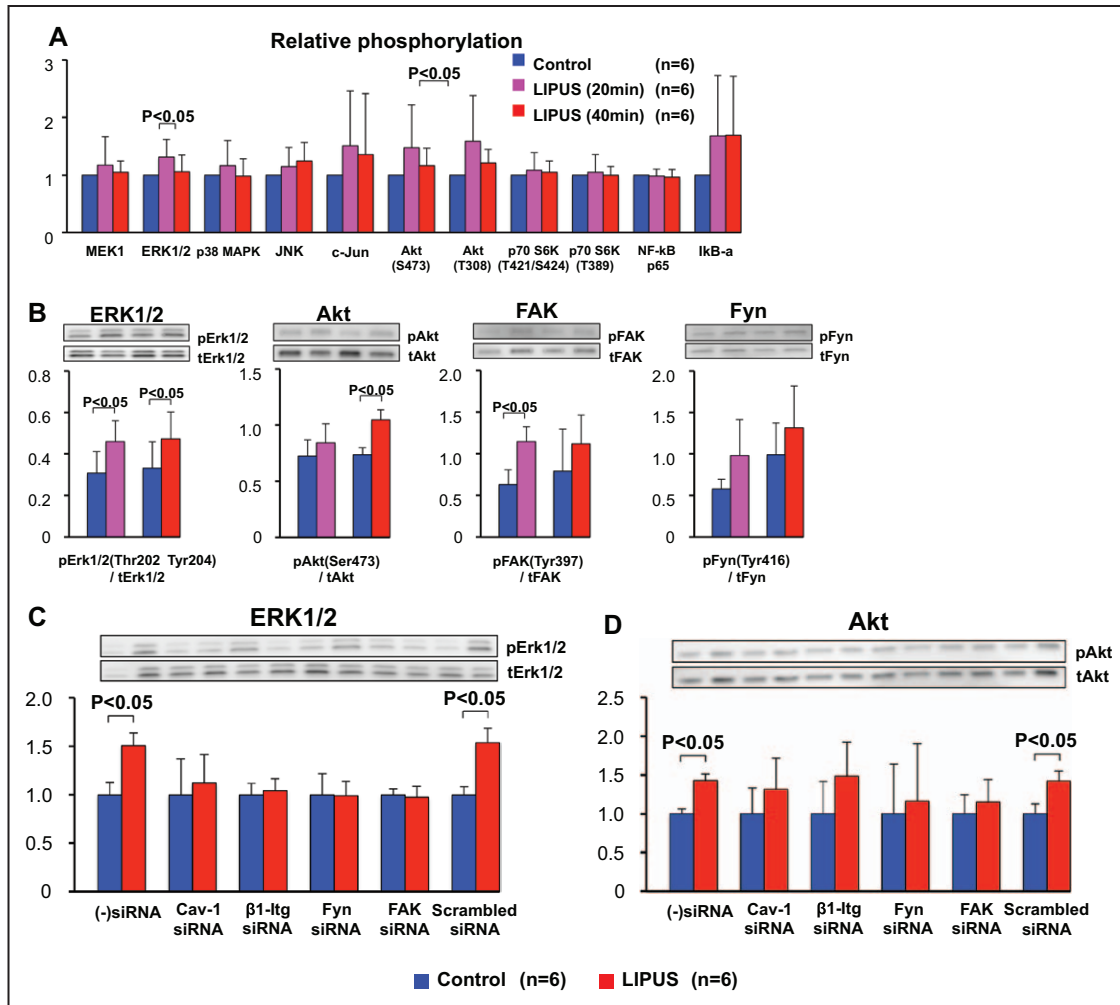 A
Relative phosphorylation
Control (n=6)
LIPUS (20min) (n=6)
LIPUS (40min) (n=6)
P<0.05
P<0.05
3
2
1
0
MEK1 ERK1/2 p38 MAPK JNK c-Jun Akt (S473) Akt (T308) p70 S6K (T421/S424) p70 S6K (T389) NF-kB p65 IkB-a
B
ERK1/2
pErk1/2
tErk1/2
0.8
0.6
0.4
0.2
0
P<0.05
P<0.05
pErk1/2(Thr202 Tyr204)
/ tErk1/2
Akt
pAkt
tAkt
1.5
1.0
0.5
0
P<0.05
pAkt(Ser473)
/ tAkt
FAK
pFAK
tFAK
2.0
1.5
1.0
0.5
0
P<0.05
pFAK(Tyr397)
/ tFAK
Fyn
pFyn
tFyn
2.0
1.5
1.0
0.5
0
pFyn(Tyr416)
/ tFyn
C
ERK1/2
pErk1/2
tErk1/2
2.0
1.5
1.0
0.5
0
P<0.05
P<0.05
(-)siRNA
Cav-1
siRNA
β1-Itg
siRNA
Fyn
siRNA
FAK
siRNA
Scrambled
siRNA
D
Akt
pAkt
tAkt
2.5
2.0
1.5
1.0
0.5
0
P<0.05
P<0.05
(-)siRNA
Cav-1
siRNA
β1-Itg
siRNA
Fyn
siRNA
FAK
siRNA
Scrambled
siRNA
Control (n=6) LIPUS (n=6)